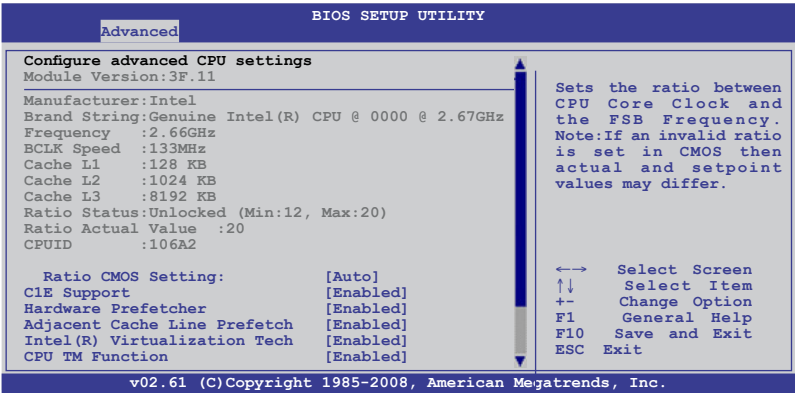 BIOS SETUP UTILITY
Advanced
Configure advanced CPU settings
Module Version:3F.11
Manufacturer:Intel
Brand String:Genuine Intel(R) CPU @ 0000 @ 2.67GHz
Frequency :2.66GHz
BCLK Speed :133MHz
Cache L1 :128 KB
Cache L2 :1024 KB
Cache L3 :8192 KB
Ratio Status:Unlocked (Min:12, Max:20)
Ratio Actual Value :20
CPUID :106A2
Ratio CMOS Setting: [Auto]
C1E Support [Enabled]
Hardware Prefetcher [Enabled]
Adjacent Cache Line Prefetch [Enabled]
Intel(R) Virtualization Tech [Enabled]
CPU TM Function [Enabled]
Sets the ratio between
CPU Core Clock and
the FSB Frequency.
Note:If an invalid ratio
is set in CMOS then
actual and setpoint
values may differ.
←→ Select Screen
↑↓ Select Item
+- Change Option
F1 General Help
F10 Save and Exit
ESC Exit
v02.61 (C)Copyright 1985-2008, American Megatrends, Inc.